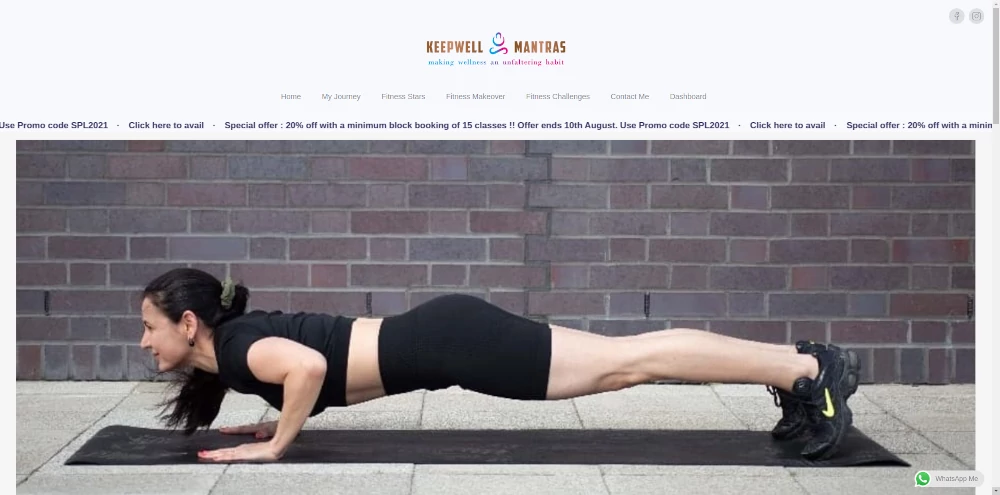 KEEPWELL MANTRAS
making wellness an unfaltering habit
Home My Journey Fitness Stars Fitness Makeover Fitness Challenges Contact Me Dashboard
Use Promo code SPL2021 · Click here to avail · Special offer : 20% off with a minimum block booking of 15 classes !! Offer ends 10th August. Use Promo code SPL2021 · Click here to avail · Special offer : 20% off with a
WhatsApp Me